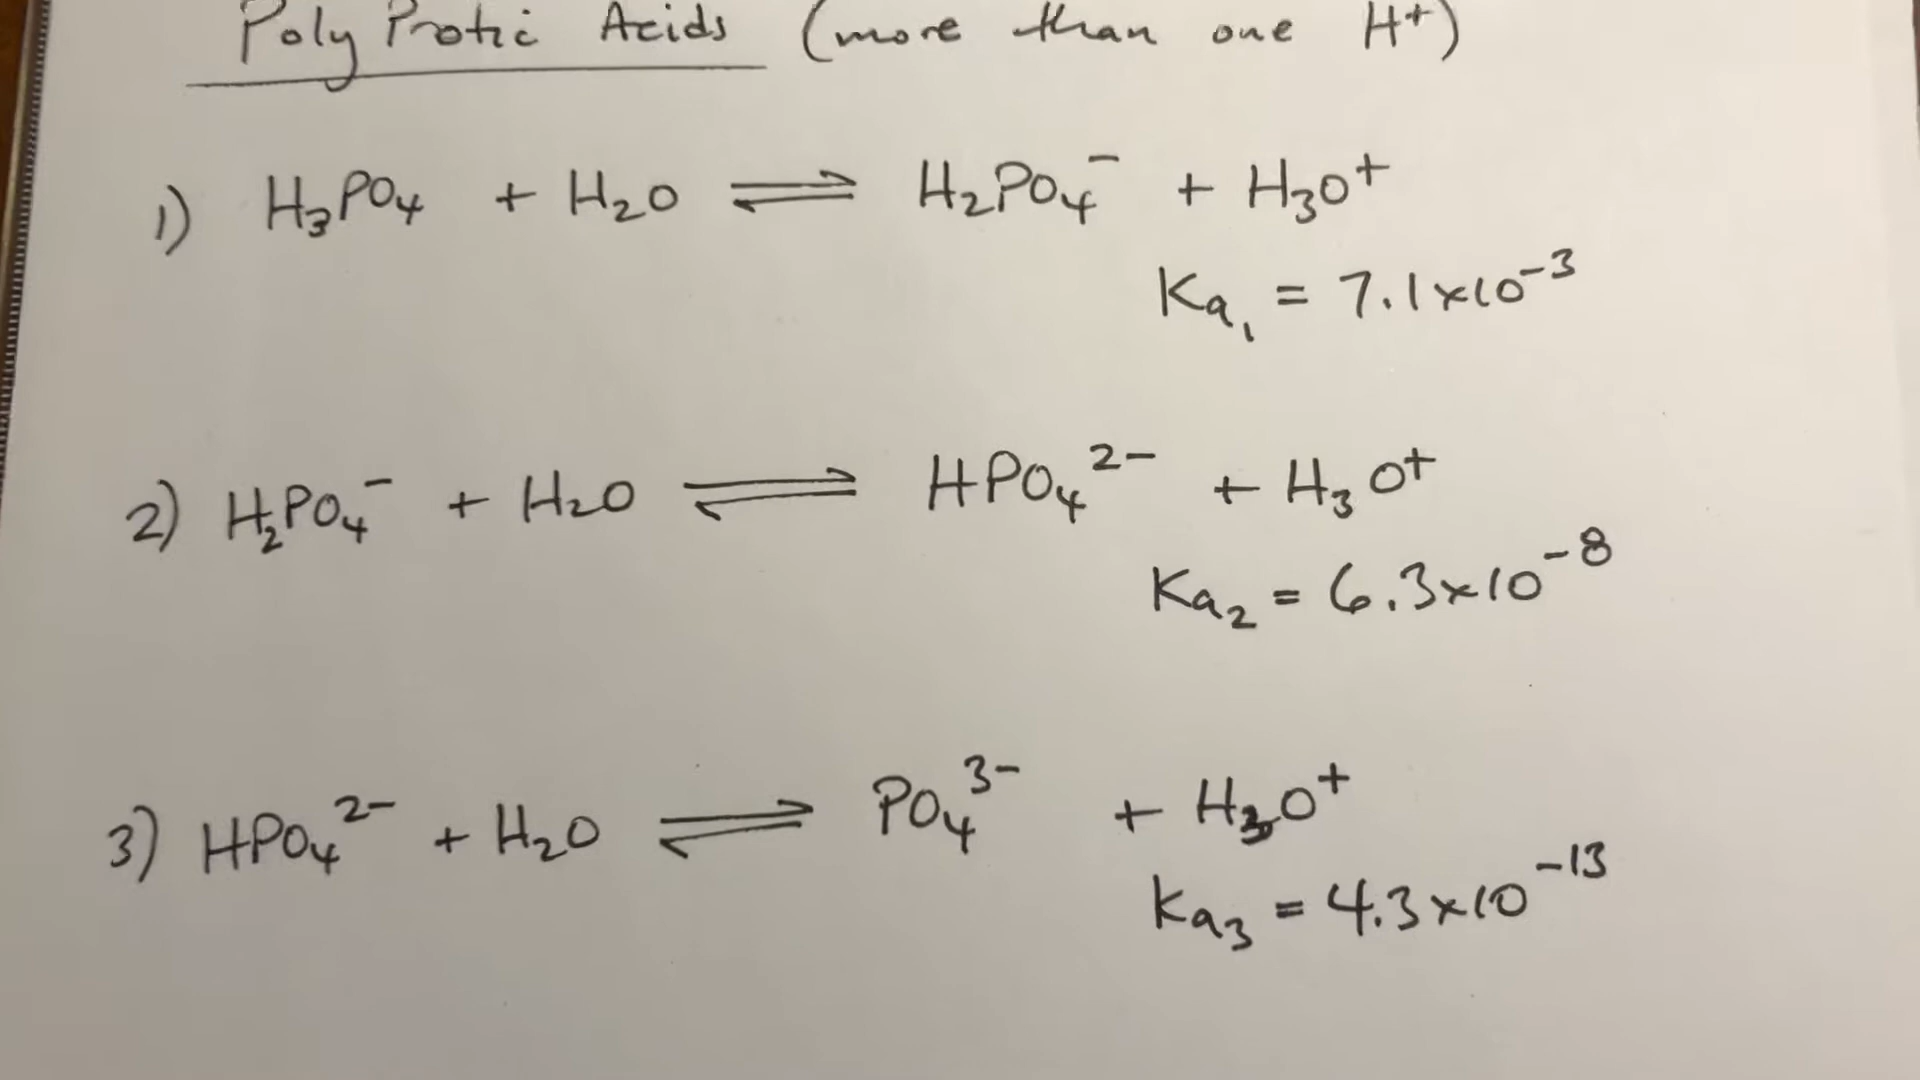 Poly Protic Acids (more than one H⁺)
1) H₃PO₄ + H₂O ⇌ H₂PO₄⁻ + H₃O⁺
Ka₁ = 7.1×10⁻³
2) H₂PO₄⁻ + H₂O ⇌ HPO₄²⁻ + H₃O⁺
Ka₂ = 6.3×10⁻⁸
3) HPO₄²⁻ + H₂O ⇌ PO₄³⁻ + H₃O⁺
Ka₃ = 4.3×10⁻¹³